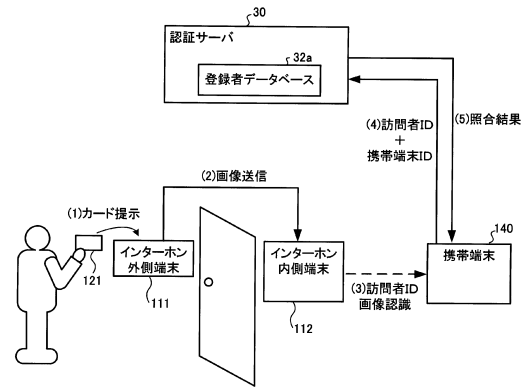 30
認証サーバ
32a
登録者データベース
(4)訪問者ID
+
携帯端末ID
(5)照合結果
(2)画像送信
(1)カード提示
121
インターホン
外側端末
111
インターホン
内側端末
112
(3)訪問者ID
画像認識
140
携帯端末